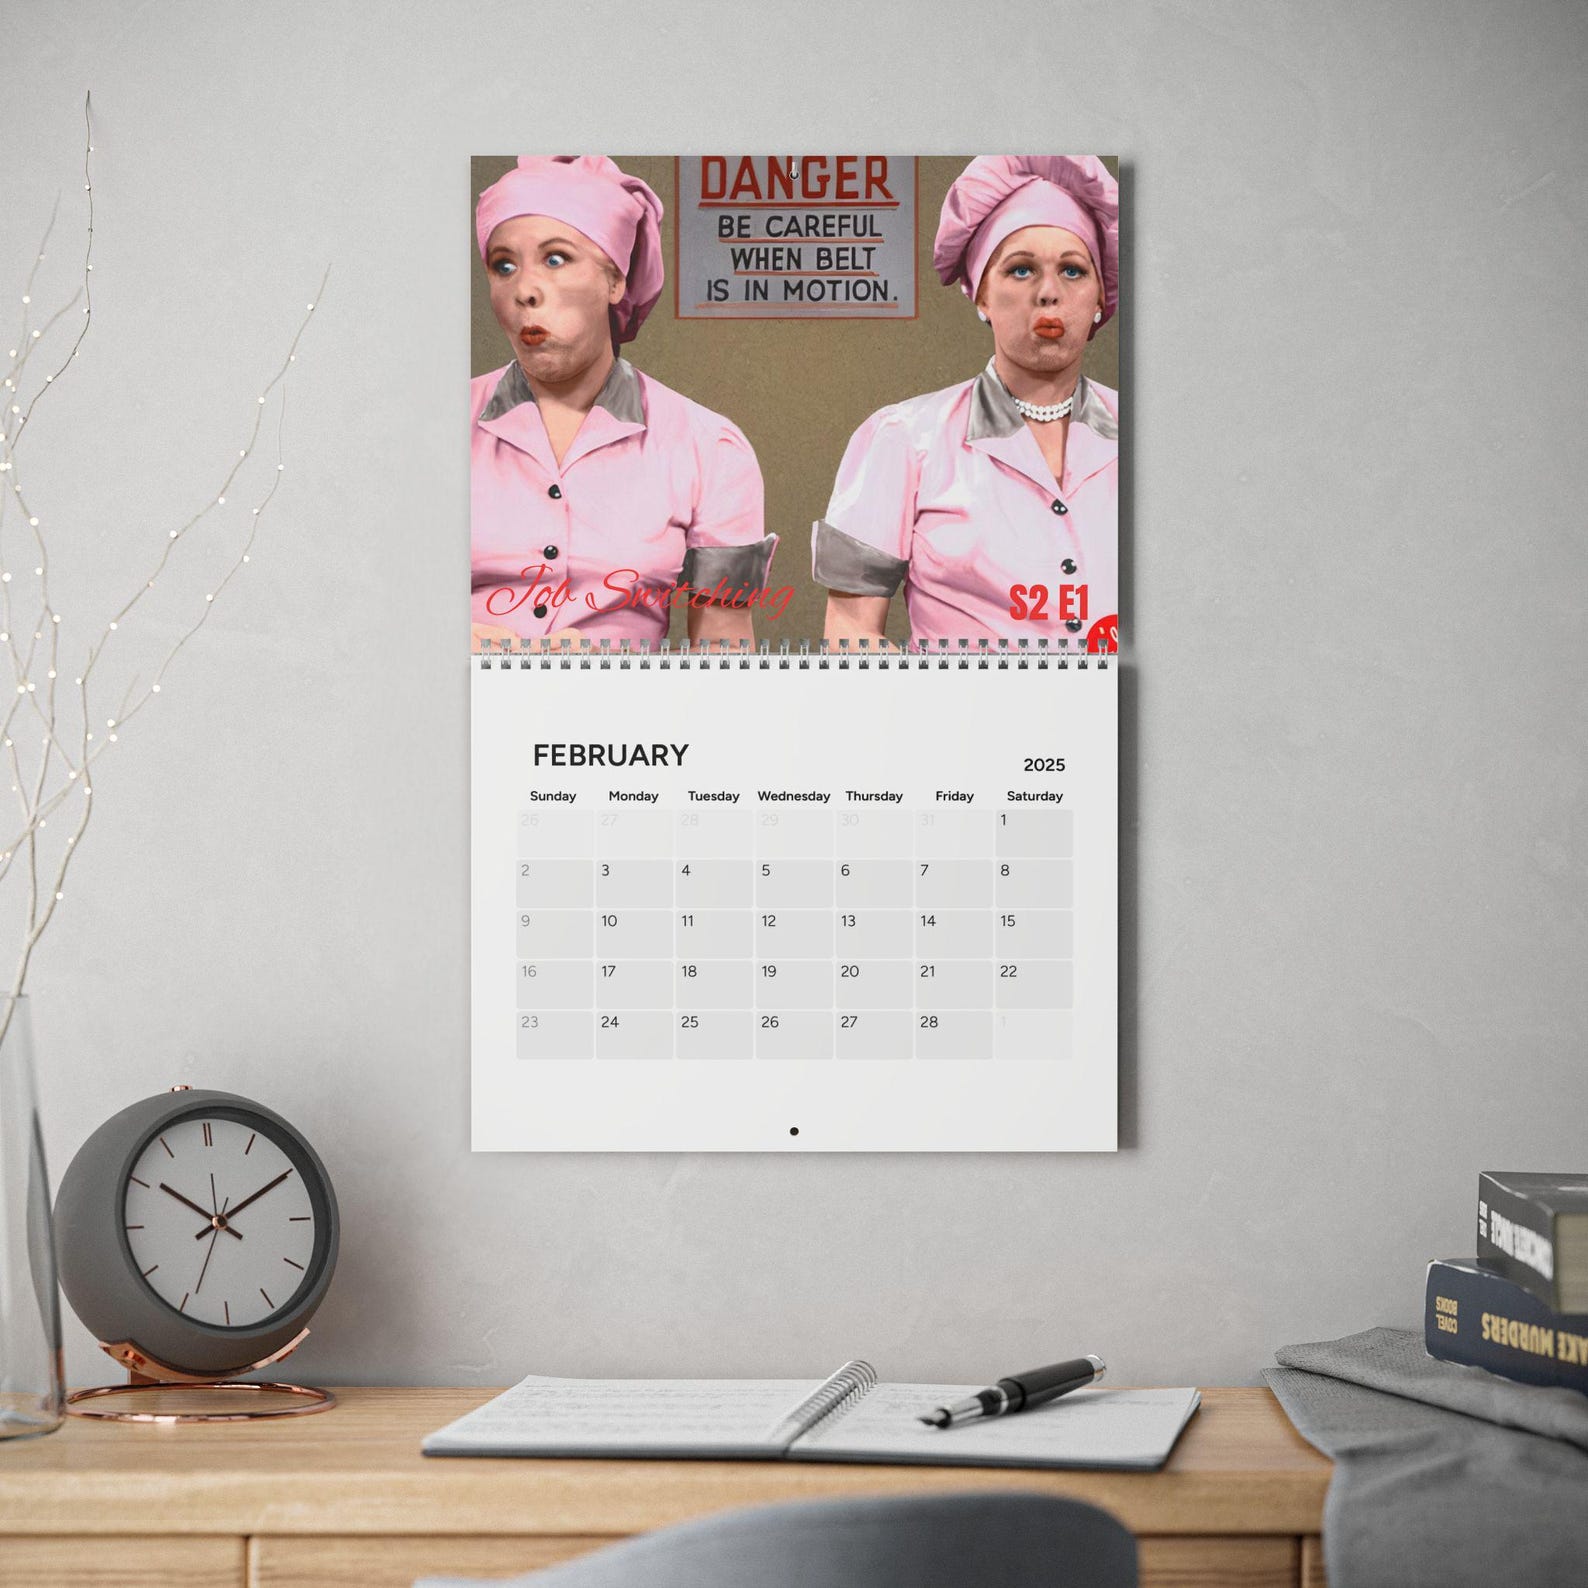 DANGER
BE CAREFUL
WHEN BELT
IS IN MOTION.
Job Switching
S2 E1
FEBRUARY
2025
Sunday Monday Tuesday Wednesday Thursday Friday Saturday
26 27 28 29 30 31 1
2 3 4 5 6 7 8
9 10 11 12 13 14 15
16 17 18 19 20 21 22
23 24 25 26 27 28 1
COVEL
BOOKS
AKE MURDERS